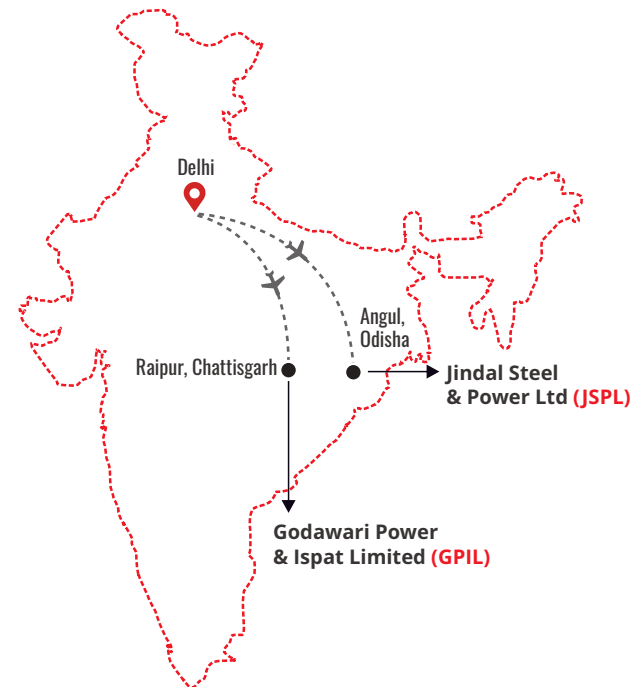 Delhi
Angul,
Odisha
Raipur, Chattisgarh
Jindal Steel
& Power Ltd (JSPL)
Godawari Power
& Ispat Limited (GPIL)